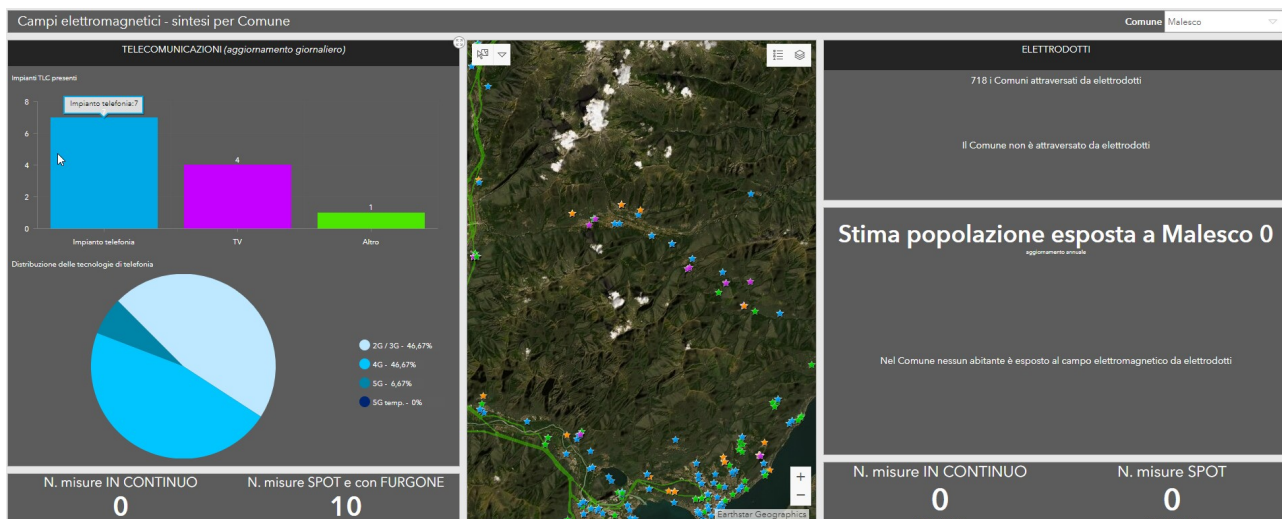 Campi elettromagnetici - sintesi per Comune
Comune Malesco
TELECOMUNICAZIONI (aggiornamento giornaliero)
Impianti TLC presenti
8
6
4
2
0
Impianto telefonia:7
4
1
Impianto telefonia
TV
Altro
Distribuzione delle tecnologie di telefonia
2G / 3G - 46,67%
4G - 46,67%
5G - 6,67%
5G temp. - 0%
N. misure IN CONTINUO
0
N. misure SPOT e con FURGONE
10
+
−
Earthstar Geographics
ELETTRODOTTI
718 i Comuni attraversati da elettrodotti
Il Comune non è attraversato da elettrodotti
Stima popolazione esposta a Malesco 0
aggiornamento annuale
Nel Comune nessun abitante è esposto al campo elettromagnetico da elettrodotti
N. misure IN CONTINUO
0
N. misure SPOT
0